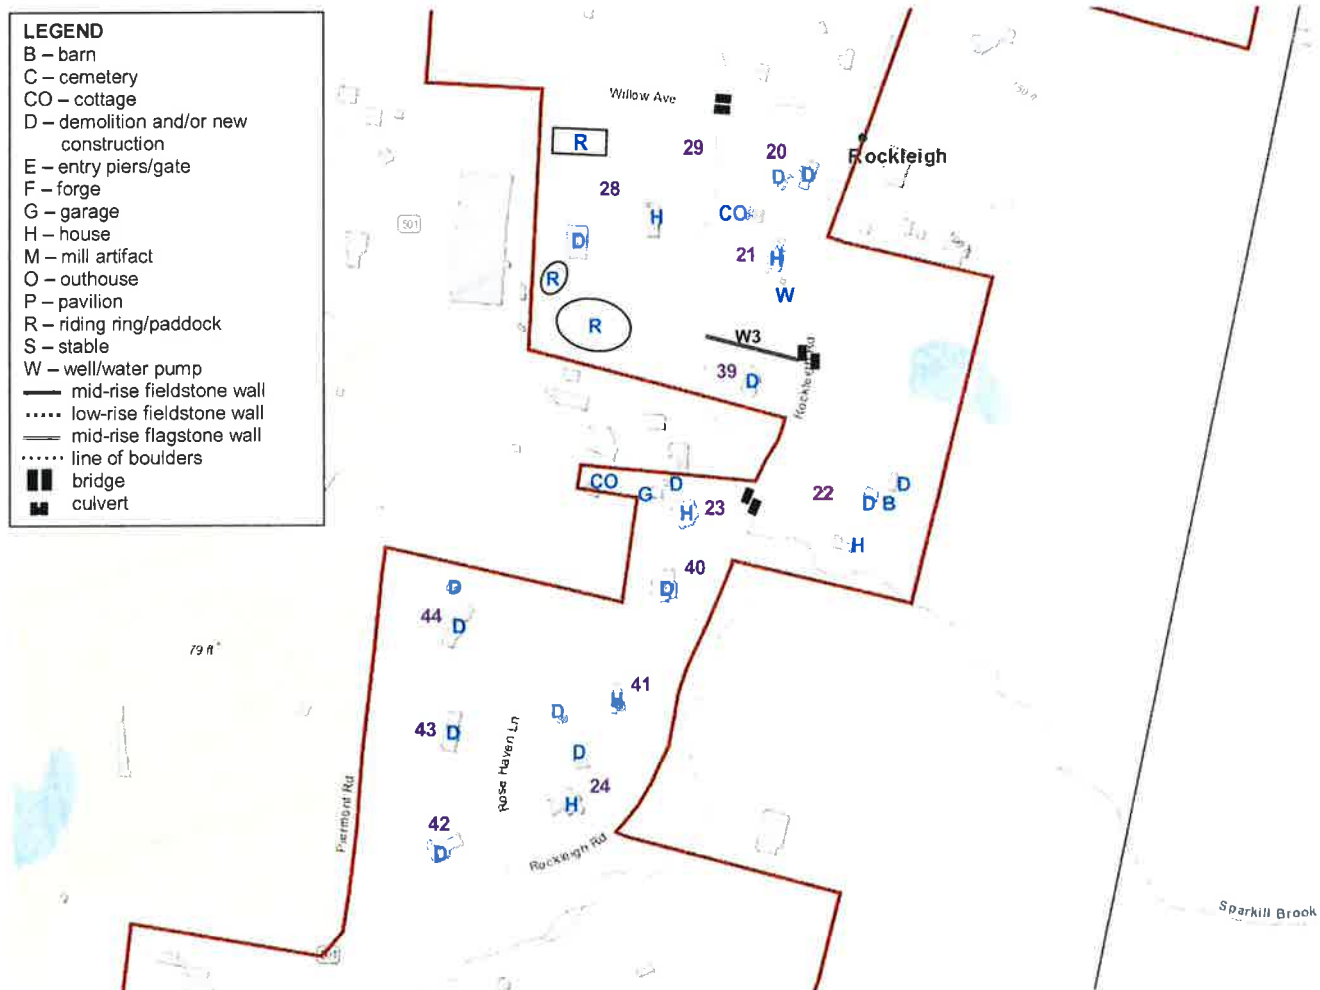 LEGEND
B – barn
C – cemetery
CO – cottage
D – demolition and/or new
construction
E – entry piers/gate
F – forge
G – garage
H – house
M – mill artifact
O – outhouse
P – pavilion
R – riding ring/paddock
S – stable
W – well/water pump
mid-rise fieldstone wall
low-rise fieldstone wall
mid-rise flagstone wall
line of boulders
bridge
culvert
Willow Ave
150 ft
R
29
20
Rockleigh
D
D
28
501
H
CO
D
21
H
R
W
R
W3
Rockleigh Rd
39
D
CO
G
D
H
23
22
D
D
B
H
40
D
D
44
D
79 ft
41
H
D
43
D
Rose Haven Ln
D
24
H
Piermont Rd
42
D
Rockleigh Rd
Sparkill Brook